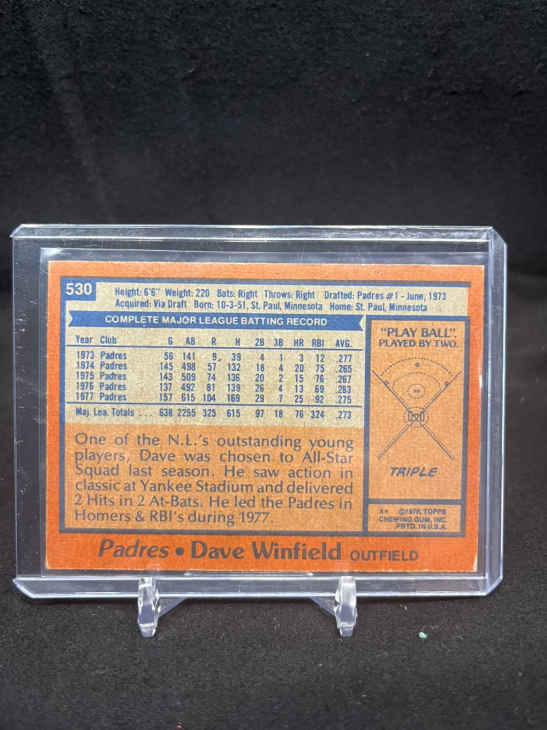 530
Height: 6'6" Weight: 220 Bats: Right Throws: Right Drafted: Padres #1 - June, 1973
Acquired: Via Draft Born: 10-3-51, St. Paul, Minnesota Home: St. Paul, Minnesota
COMPLETE MAJOR LEAGUE BATTING RECORD
Year Club G AB R H 2B 3B HR RBI AVG.
1973 Padres 56 141 9 39 4 1 3 12 .277
1974 Padres 145 498 57 132 18 4 20 75 .265
1975 Padres 143 509 74 136 20 2 15 76 .267
1976 Padres 137 492 81 139 26 4 13 69 .283
1977 Padres 157 615 104 169 29 7 25 92 .275
Maj. Lea. Totals . . . 638 2255 325 615 97 18 76 324 .273
One of the N.L.'s outstanding young
players, Dave was chosen to All-Star
Squad last season. He saw action in
classic at Yankee Stadium and delivered
2 Hits in 2 At-Bats. He led the Padres in
Homers & RBI's during 1977.
"PLAY BALL"
PLAYED BY TWO.
TRIPLE
©1978, TOPPS
CHEWING GUM, INC.
PRTD. IN U.S.A.
Padres • Dave Winfield OUTFIELD